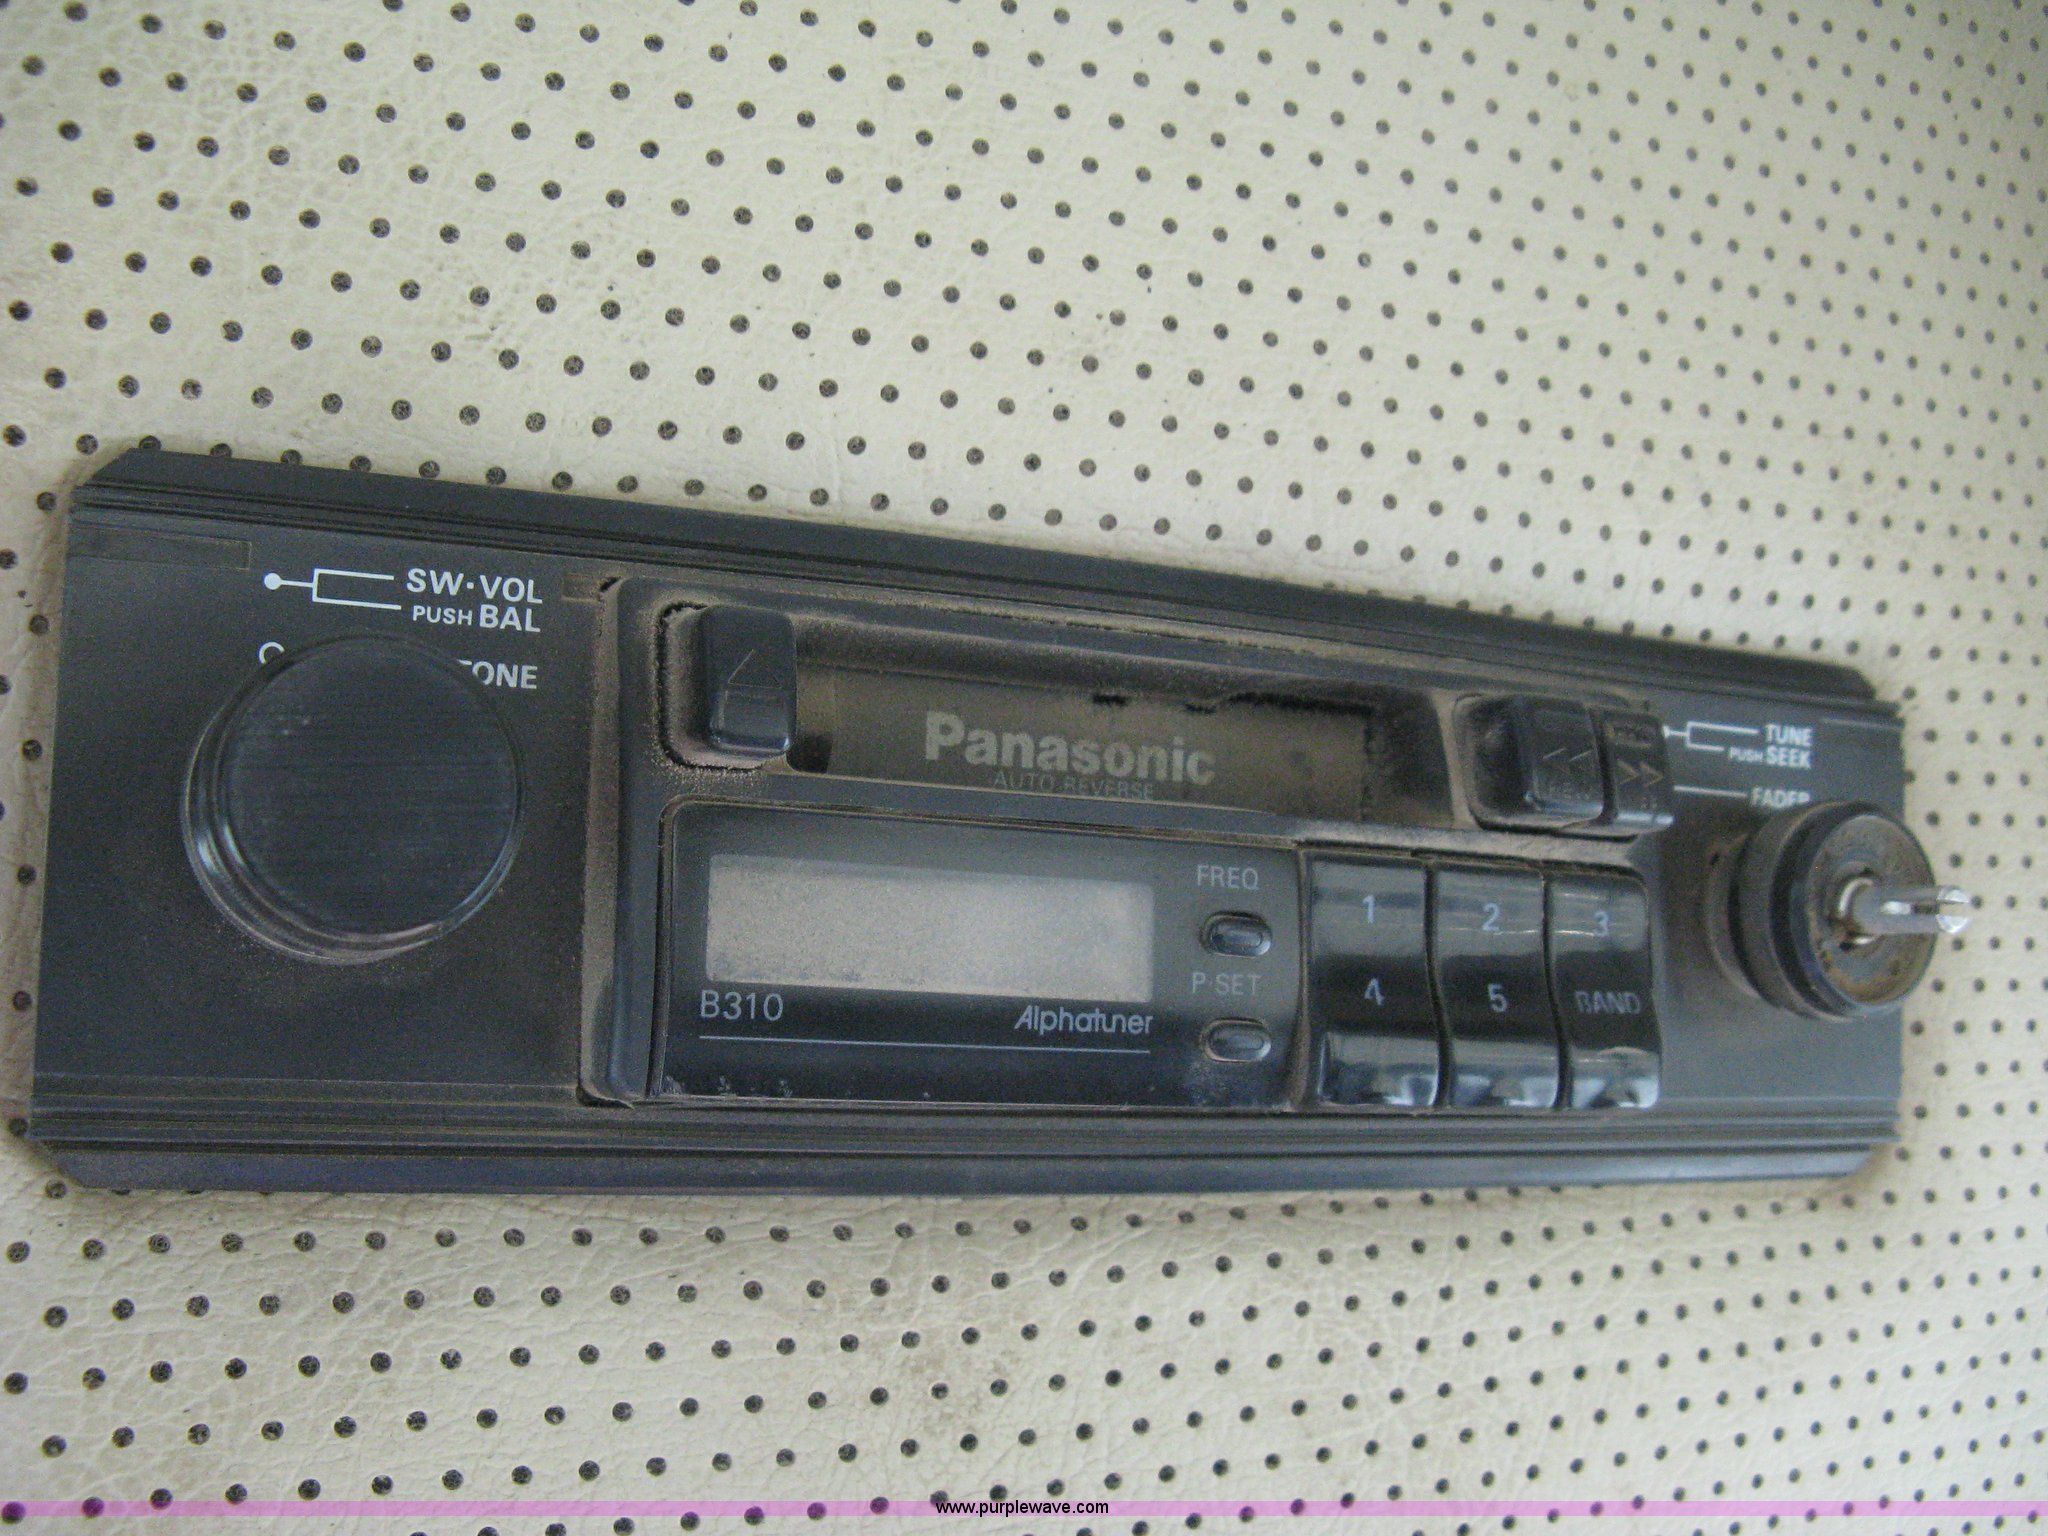 SW·VOL
PUSH BAL
TONE
Panasonic
AUTO REVERSE
TUNE
PUSH SEEK
FADER
FREQ
P·SET
B310
Alphatuner
1 2 3
4 5 BAND
www.purplewave.com